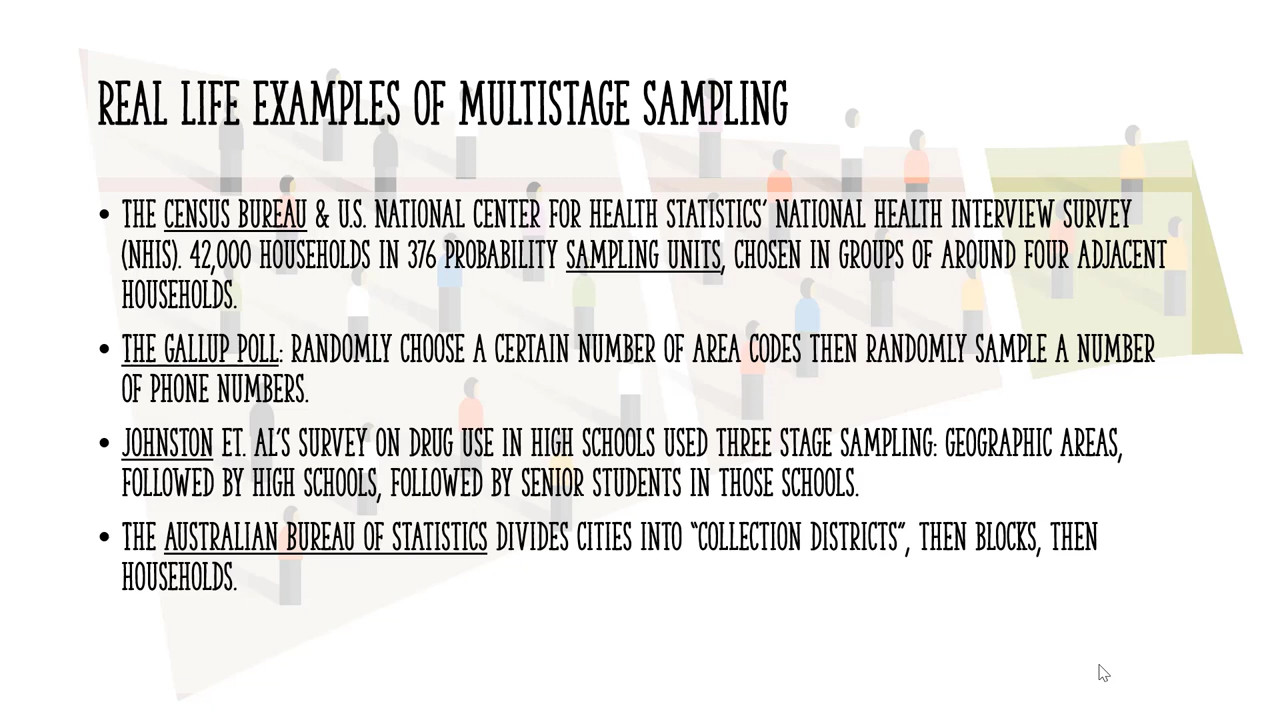 REAL LIFE EXAMPLES OF MULTISTAGE SAMPLING
• THE CENSUS BUREAU & U.S. NATIONAL CENTER FOR HEALTH STATISTICS' NATIONAL HEALTH INTERVIEW SURVEY
(NHIS). 42,000 HOUSEHOLDS IN 376 PROBABILITY SAMPLING UNITS, CHOSEN IN GROUPS OF AROUND FOUR ADJACENT
HOUSEHOLDS.
• THE GALLUP POLL: RANDOMLY CHOOSE A CERTAIN NUMBER OF AREA CODES THEN RANDOMLY SAMPLE A NUMBER
OF PHONE NUMBERS.
• JOHNSTON ET. AL'S SURVEY ON DRUG USE IN HIGH SCHOOLS USED THREE STAGE SAMPLING: GEOGRAPHIC AREAS,
FOLLOWED BY HIGH SCHOOLS, FOLLOWED BY SENIOR STUDENTS IN THOSE SCHOOLS.
• THE AUSTRALIAN BUREAU OF STATISTICS DIVIDES CITIES INTO "COLLECTION DISTRICTS", THEN BLOCKS, THEN
HOUSEHOLDS.